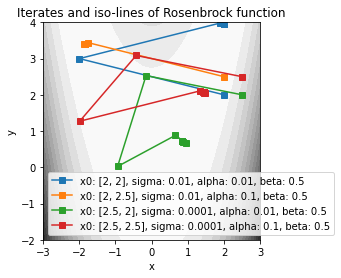 Iterates and iso-lines of Rosenbrock function
4
3
2
1
0
−1
−2
y
x0: [2, 2], sigma: 0.01, alpha: 0.01, beta: 0.5
x0: [2, 2.5], sigma: 0.01, alpha: 0.1, beta: 0.5
x0: [2.5, 2], sigma: 0.0001, alpha: 0.01, beta: 0.5
x0: [2.5, 2.5], sigma: 0.0001, alpha: 0.1, beta: 0.5
−3 −2 −1 0 1 2 3
x